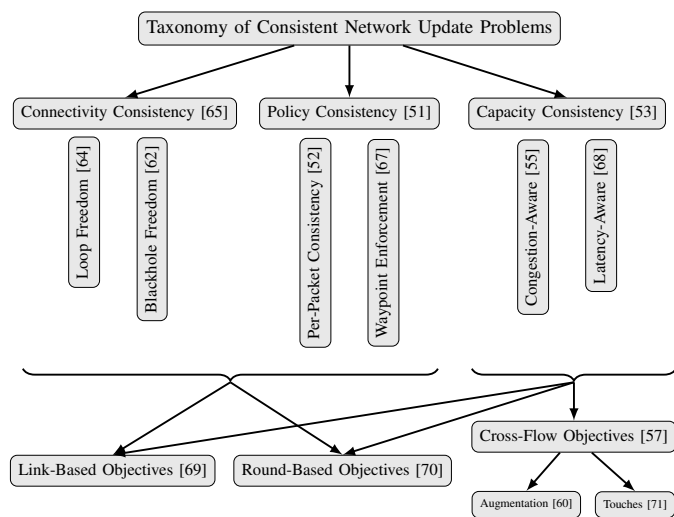 Taxonomy of Consistent Network Update Problems
Connectivity Consistency [65]
Policy Consistency [51]
Capacity Consistency [53]
Loop Freedom [64]
Blackhole Freedom [62]
Per-Packet Consistency [52]
Waypoint Enforcement [67]
Congestion-Aware [55]
Latency-Aware [68]
Cross-Flow Objectives [57]
Link-Based Objectives [69]
Round-Based Objectives [70]
Augmentation [60]
Touches [71]